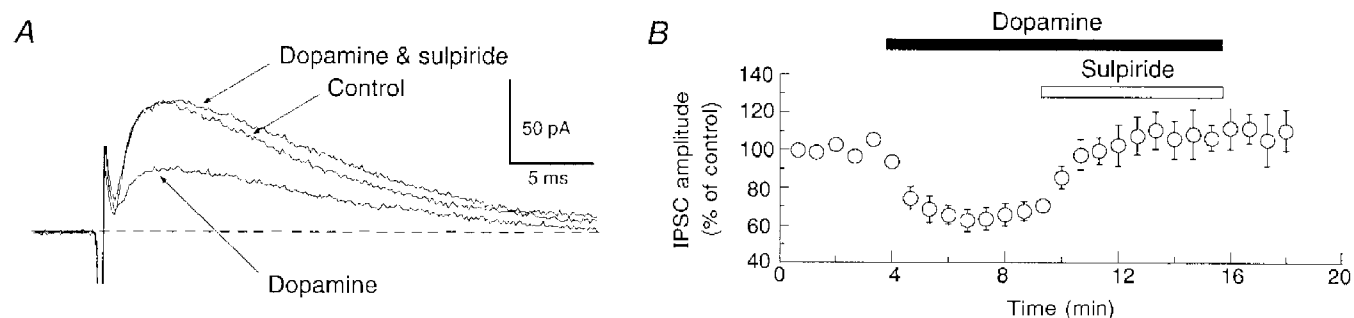 A
Dopamine & sulpiride
Control
50 pA
5 ms
Dopamine
B
Dopamine
Sulpiride
IPSC amplitude
(% of control)
140
120
100
80
60
40
0
4
8
12
16
20
Time (min)